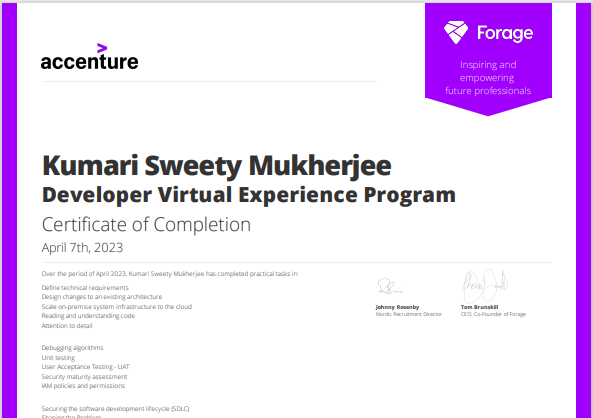 accenture
Forage
Inspiring and
empowering
future professionals
Kumari Sweety Mukherjee
Developer Virtual Experience Program
Certificate of Completion
April 7th, 2023
Over the period of April 2023, Kumari Sweety Mukherjee has completed practical tasks in:
Define technical requirements
Design changes to an existing architecture
Scale on-premise system infrastructure to the cloud
Reading and understanding code
Attention to detail
Johnny Rosenby
Nordic Recruitment Director
Tom Brunskill
CEO, Co-Founder of Forage
Debugging algorithms
Unit testing
User Acceptance Testing - UAT
Security maturity assessment
IAM policies and permissions
Securing the software development lifecycle (SDLC)
Shaping the Problem